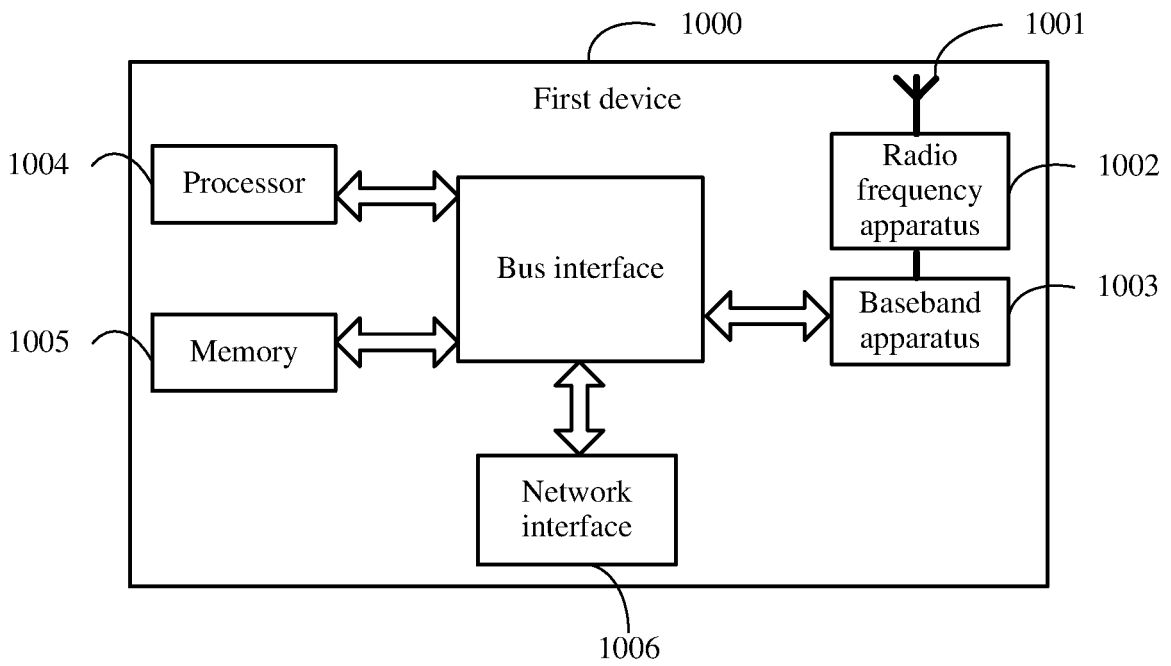 1000
1001
First device
1004
Processor
Radio
frequency
apparatus
1002
Bus interface
Baseband
apparatus
1003
1005
Memory
Network
interface
1006